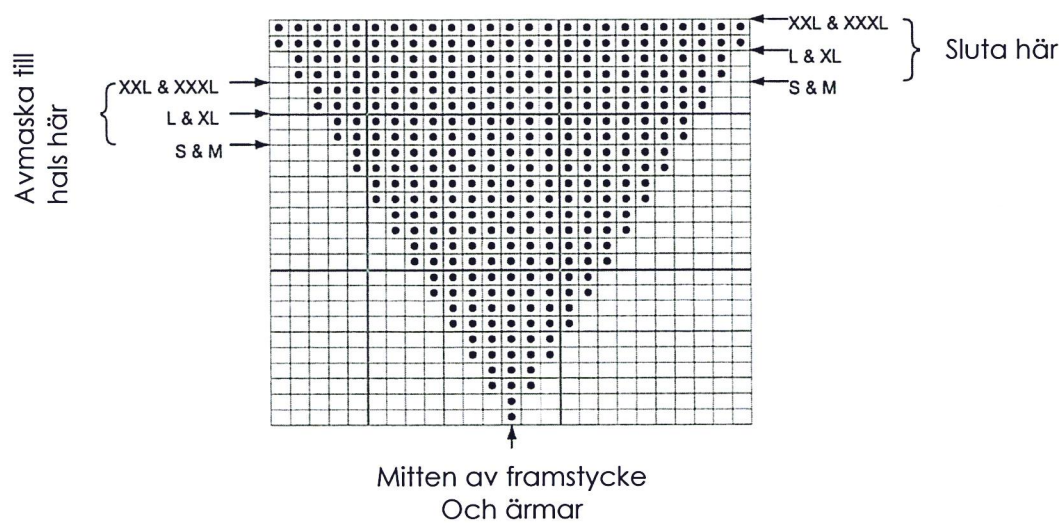 Avmaska till
hals här
XXL & XXXL
L & XL
S & M
XXL & XXXL
L & XL
S & M
Sluta här
Mitten av framstycke
Och ärmar